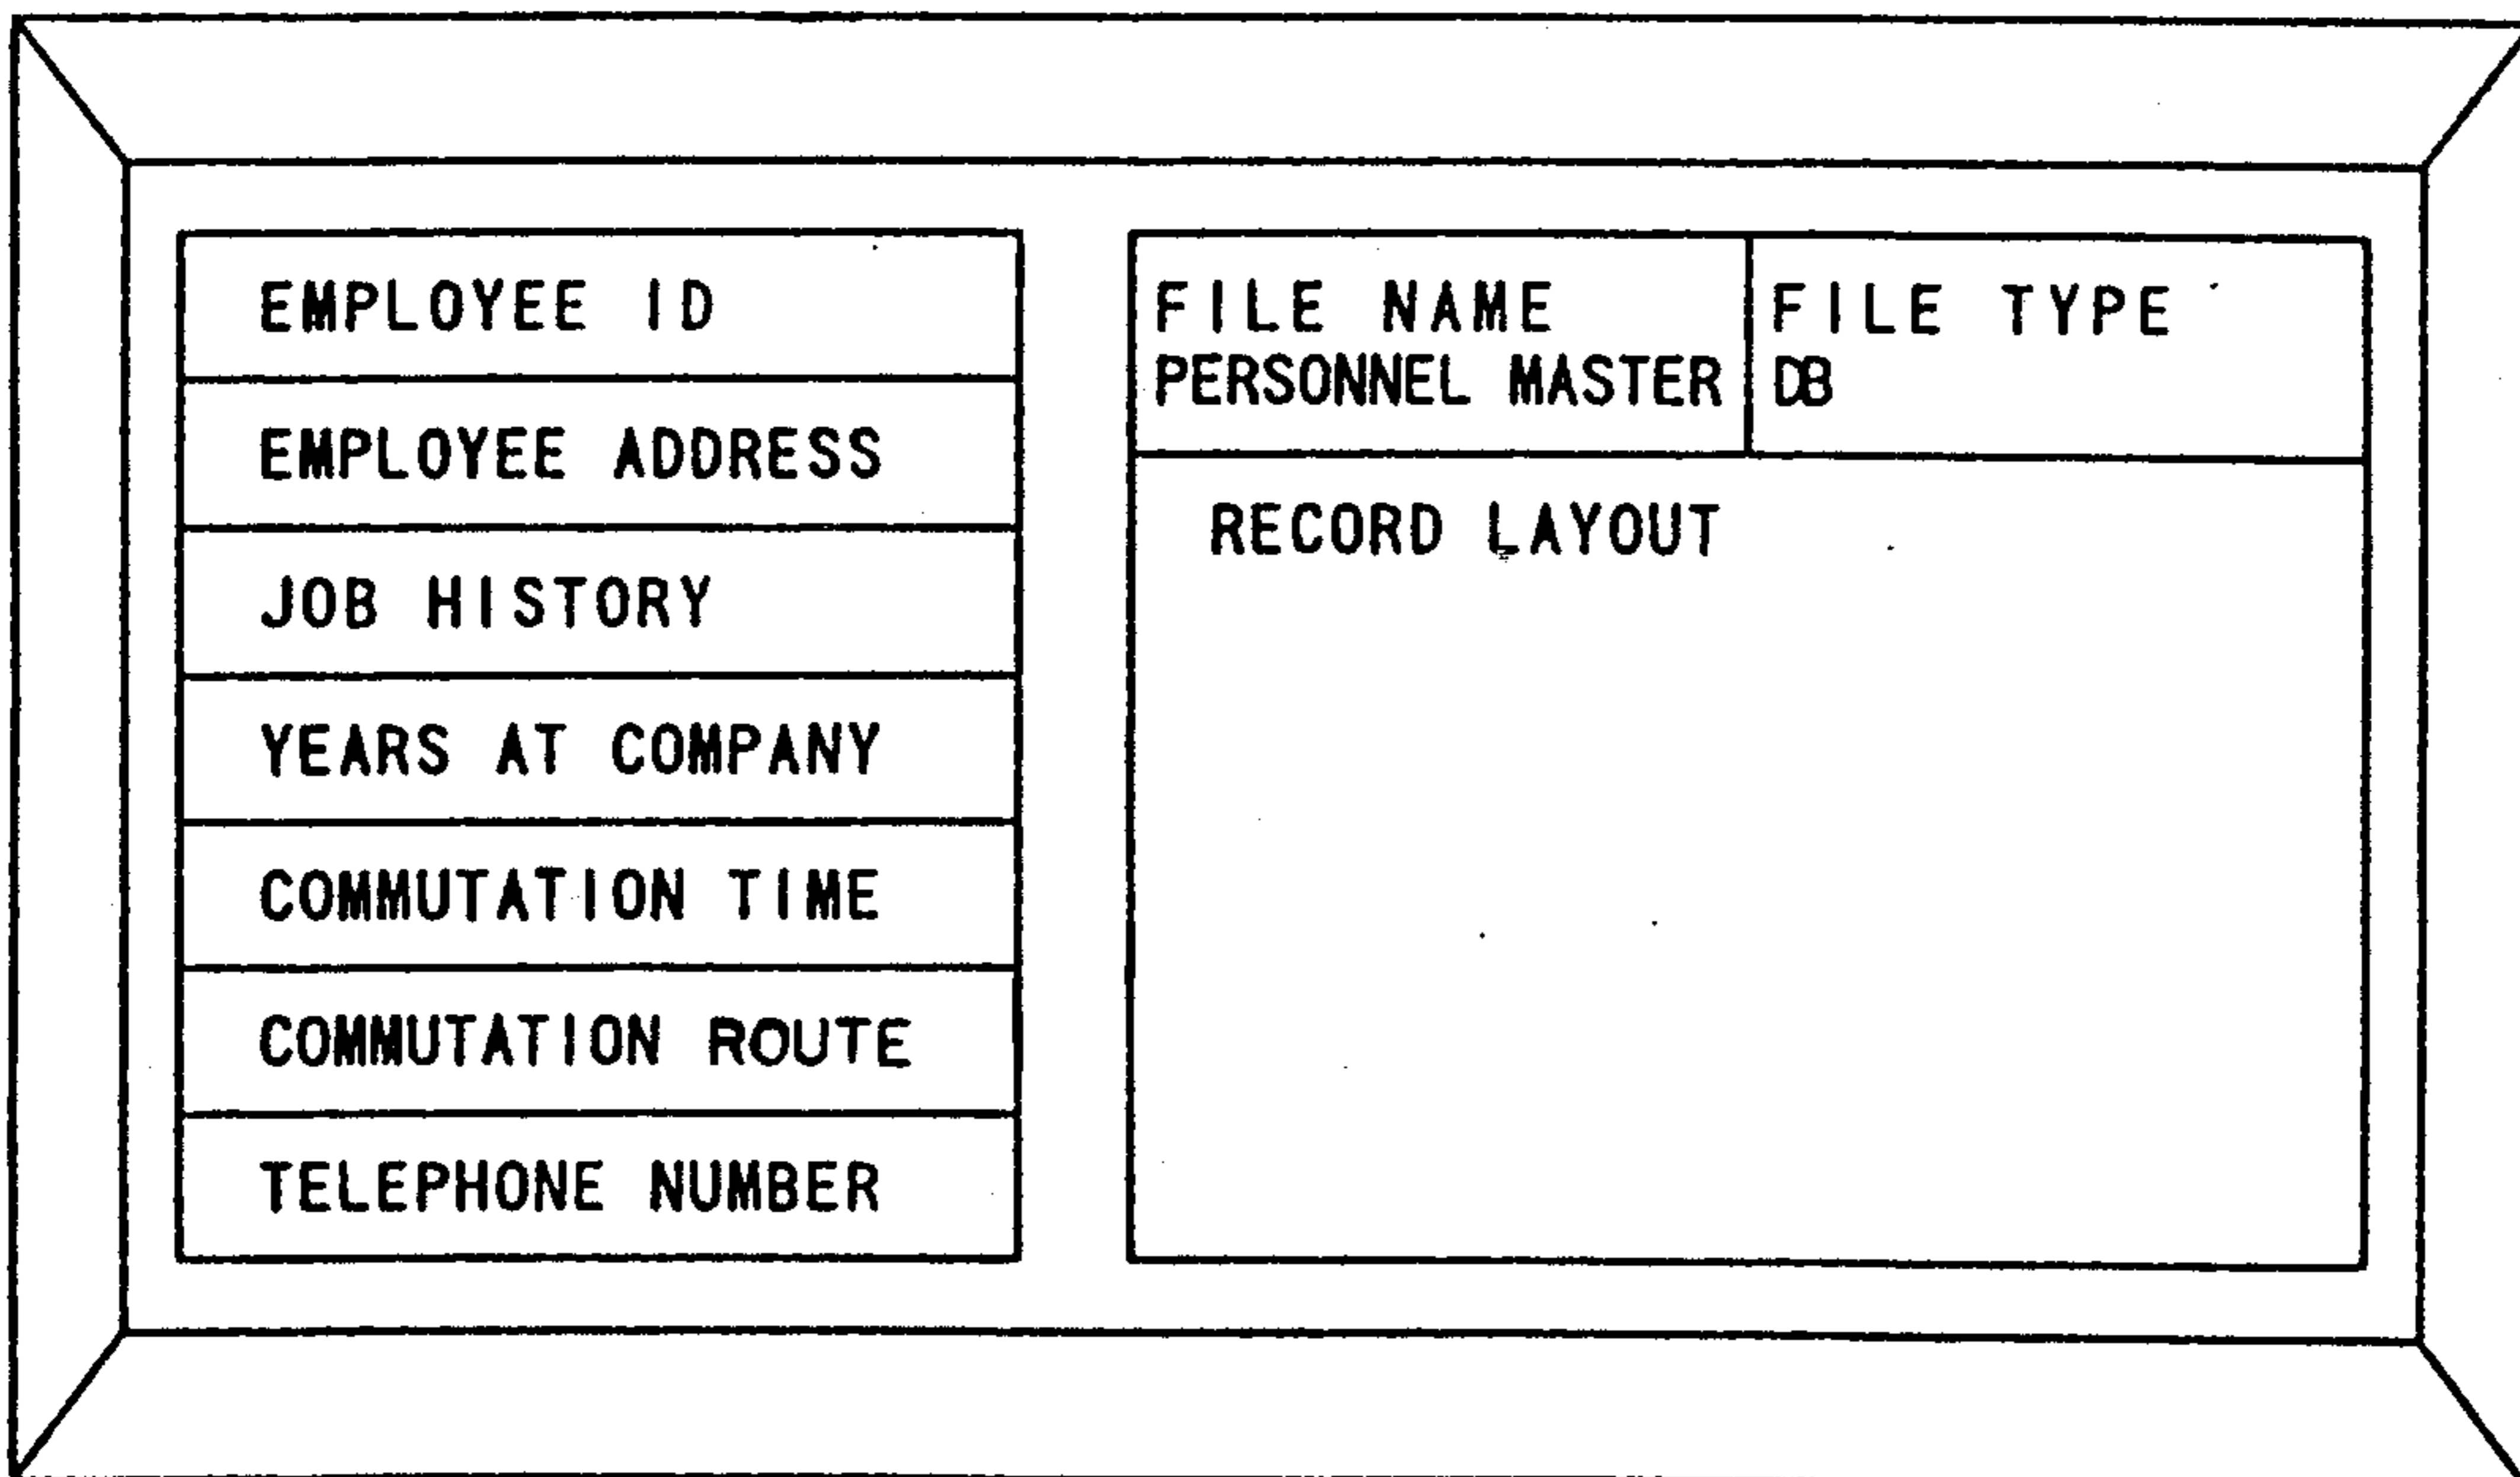 EMPLOYEE ID
EMPLOYEE ADDRESS
JOB HISTORY
YEARS AT COMPANY
COMMUTATION TIME
COMMUTATION ROUTE
TELEPHONE NUMBER
FILE NAME
PERSONNEL MASTER
FILE TYPE
DB
RECORD LAYOUT